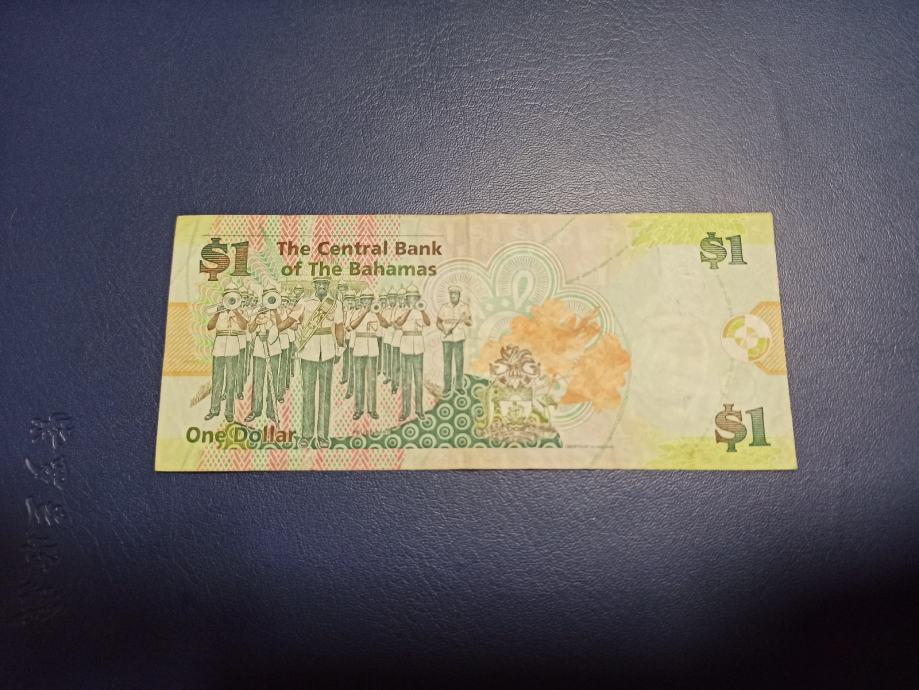 $1
The Central Bank
of The Bahamas
$1
One Dollar
$1